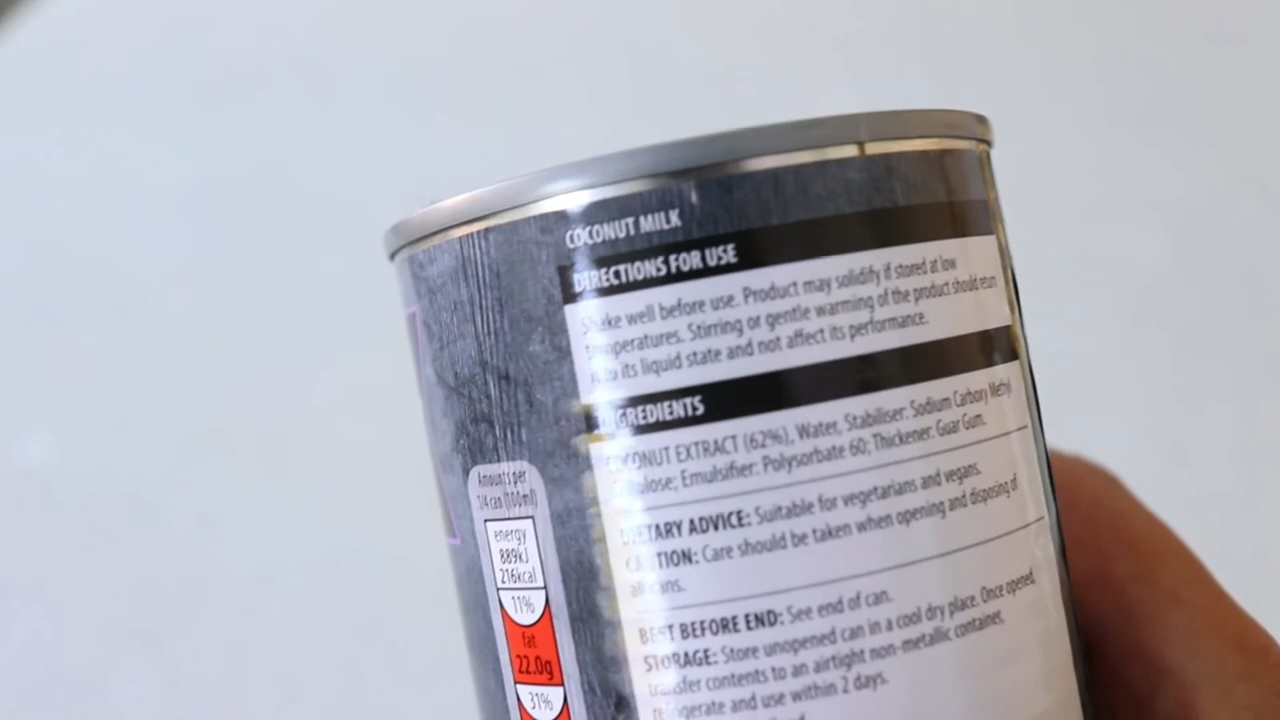 COCONUT MILK
DIRECTIONS FOR USE
Shake well before use. Product may solidify if stored at low
temperatures. Stirring or gentle warming of the product should return
its liquid state and not affect its performance.
INGREDIENTS
COCONUT EXTRACT (62%), Water, Stabiliser: Sodium Carboxy Methyl
Cellulose; Emulsifier: Polysorbate 60; Thickener: Guar Gum.
DIETARY ADVICE: Suitable for vegetarians and vegans.
CAUTION: Care should be taken when opening and disposing of
all cans.
BEST BEFORE END: See end of can.
STORAGE: Store unopened can in a cool dry place. Once opened,
transfer contents to an airtight non-metallic container,
refrigerate and use within 2 days.
Amounts per
1/4 can (100ml)
energy
889kJ
216kcal
11%
fat
22.0g
31%